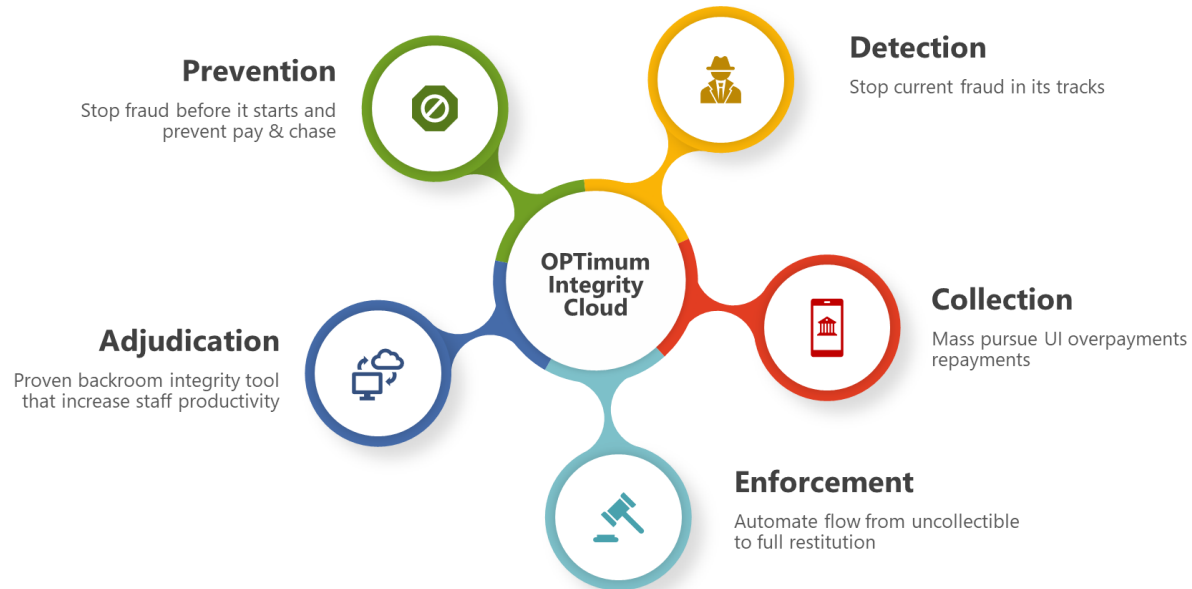 Prevention
Stop fraud before it starts and
prevent pay & chase
Detection
Stop current fraud in its tracks
OPTimum
Integrity
Cloud
Collection
Mass pursue UI overpayments
repayments
Adjudication
Proven backroom integrity tool
that increase staff productivity
Enforcement
Automate flow from uncollectible
to full restitution